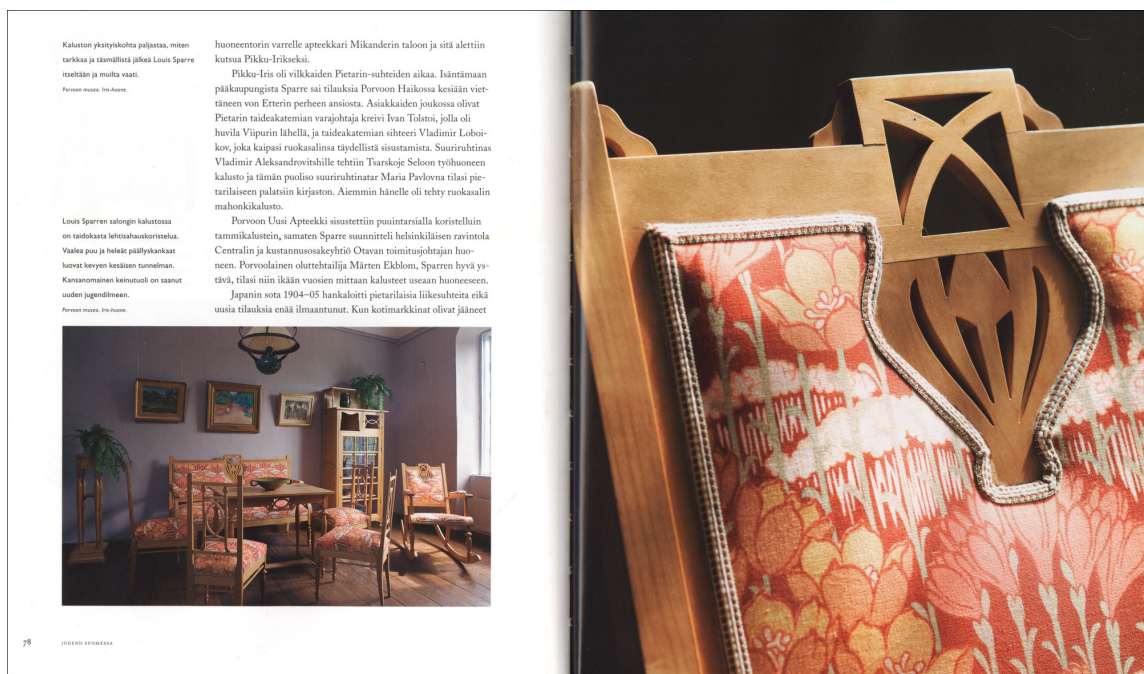 Kaluston yksityiskohta paljastaa, miten
tarkkaa ja täsmällistä jälkeä Louis Sparre
itseltään ja muilta vaati.
Porvoon museo. Iris-huone.
Louis Sparren salongin kalustossa
on taidokasta lehtisahauskoristelua.
Vaalea puu ja heleät päällyskankaat
luovat kevyen kesäisen tunnelman.
Kansanomainen keinutuoli on saanut
uuden jugendilmeen.
Porvoon museo. Iris-huone.
huoneentorin varrelle apteekkari Mikanderin taloon ja sitä alettiin
kutsua Pikku-Irikseksi.
Pikku-Iris oli vilkkaiden Pietarin-suhteiden aikaa. Isäntämaan
pääkaupungista Sparre sai tilauksia Porvoon Haikossa kesiään viet-
täneen von Etterin perheen ansiosta. Asiakkaiden joukossa olivat
Pietarin taideakatemian varajohtaja kreivi Ivan Tolstoi, jolla oli
huvila Viipurin lähellä, ja taideakatemian sihteeri Vladimir Loboi-
kov, joka kaipasi ruokasalinsa täydellistä sisustamista. Suuriruhtinas
Vladimir Aleksandrovitshille tehtiin Tsarskoje Seloon työhuoneen
kalusto ja tämän puoliso suuriruhtinatar Maria Pavlovna tilasi pie-
tarilaiseen palatsiin kirjaston. Aiemmin hänelle oli tehty ruokasalin
mahonkikalusto.
Porvoon Uusi Apteekki sisustettiin puuintarsialla koristelluin
tammikalustein, samaten Sparre suunnitteli helsinkiläisen ravintola
Centralin ja kustannusosakeyhtiö Otavan toimitusjohtajan huo-
neen. Porvoolainen oluttehtailija Mårten Ekblom, Sparren hyvä ys-
tävä, tilasi niin ikään vuosien mittaan kalusteet useaan huoneeseen.
Japanin sota 1904–05 hankaloitti pietarilaisia liikesuhteita eikä
uusia tilauksia enää ilmaantunut. Kun kotimarkkinat olivat jääneet
78 JUGEND SUOMESSA